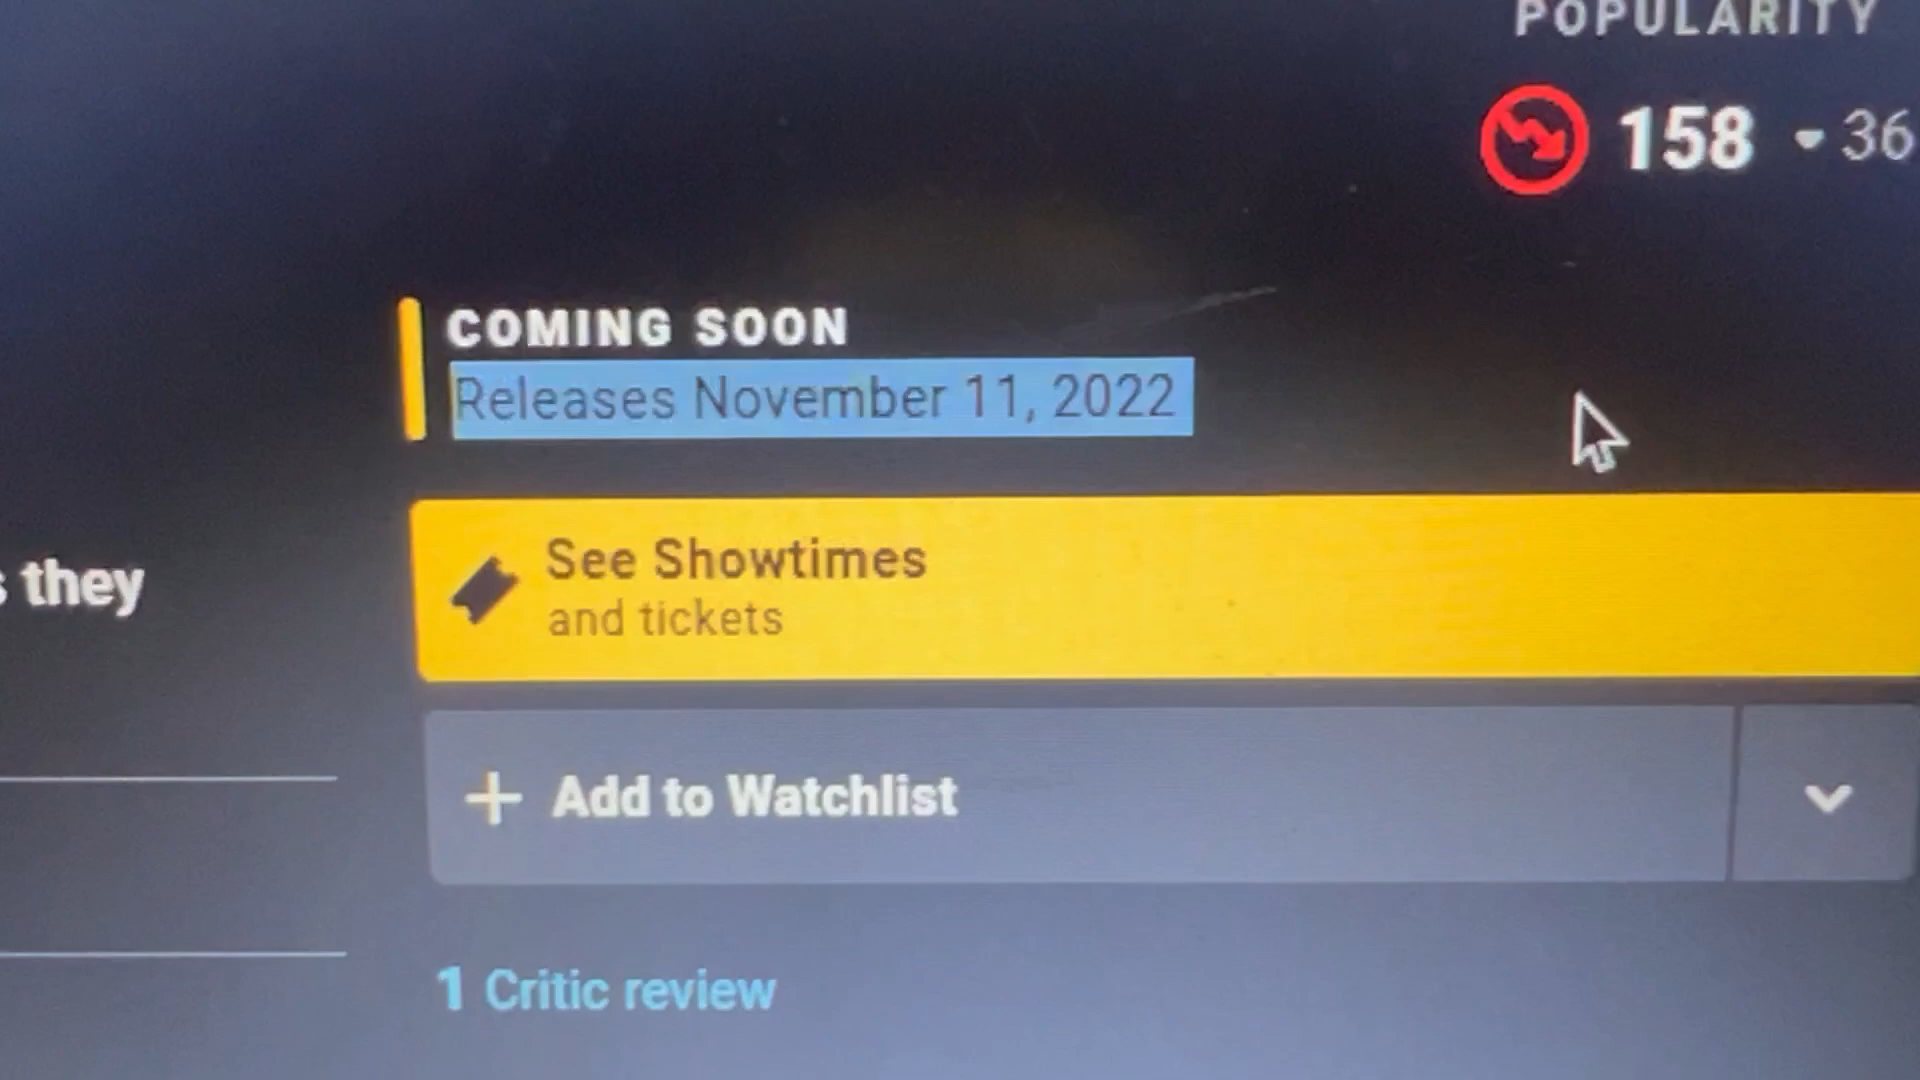 POPULARITY
158
36
COMING SOON
Releases November 11, 2022
See Showtimes
and tickets
they
Add to Watchlist
1 Critic review